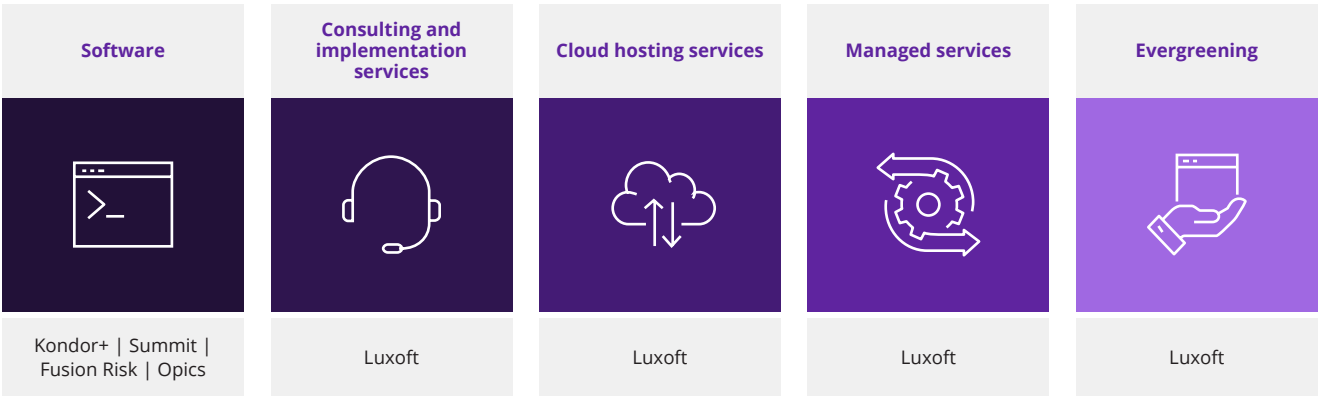 Software
Consulting and
implementation
services
Cloud hosting services
Managed services
Evergreening
Kondor+ | Summit |
Fusion Risk | Opics
Luxoft
Luxoft
Luxoft
Luxoft